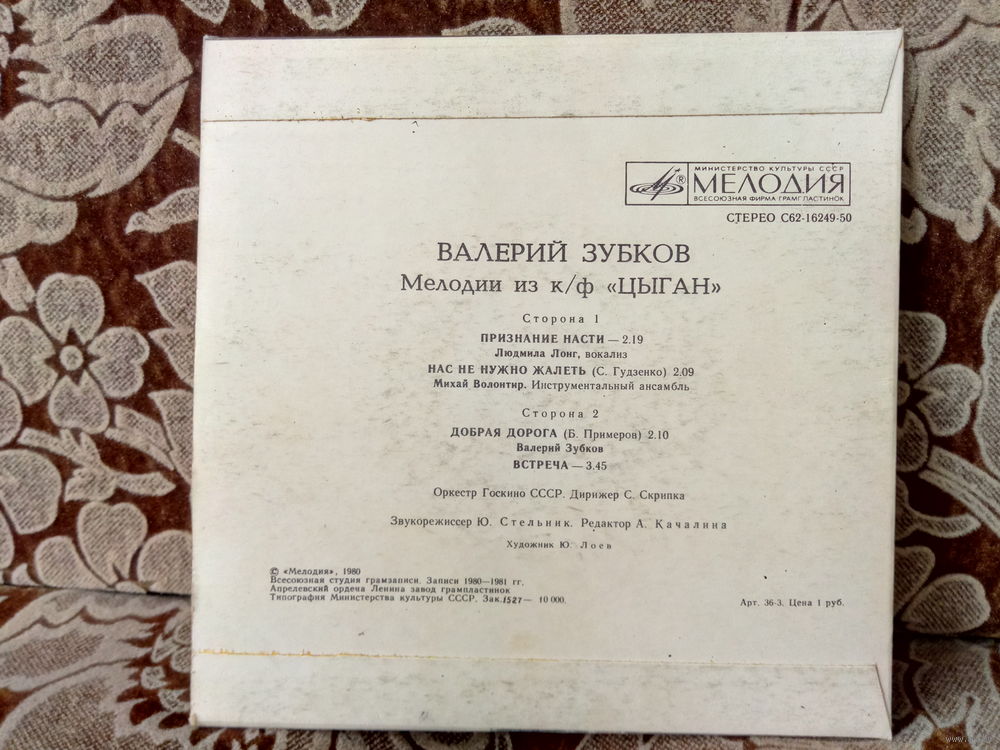 МИНИСТЕРСТВО КУЛЬТУРЫ СССР
МЕЛОДИЯ
ВСЕСОЮЗНАЯ ФИРМА ГРАМПЛАСТИНОК
СТЕРЕО С62-16249-50
ВАЛЕРИЙ ЗУБКОВ
Мелодии из к/ф «ЦЫГАН»
Сторона 1
ПРИЗНАНИЕ НАСТИ — 2.19
Людмила Лонг, вокализ
НАС НЕ НУЖНО ЖАЛЕТЬ (С. Гудзенко) 2.09
Михай Волонтир. Инструментальный ансамбль
Сторона 2
ДОБРАЯ ДОРОГА (Б. Примеров) 2.10
Валерий Зубков
ВСТРЕЧА — 3.45
Оркестр Госкино СССР. Дирижер С. Скрипка
Звукорежиссер Ю. Стельник. Редактор А. Качалина
Художник Ю. Лоев
© «Мелодия», 1980
Всесоюзная студия грамзаписи. Записи 1980—1981 гг.
Апрелевский ордена Ленина завод грампластинок
Типография Министерства культуры СССР. Зак. 1527 — 10 000.
Арт. 36-3. Цена 1 руб.